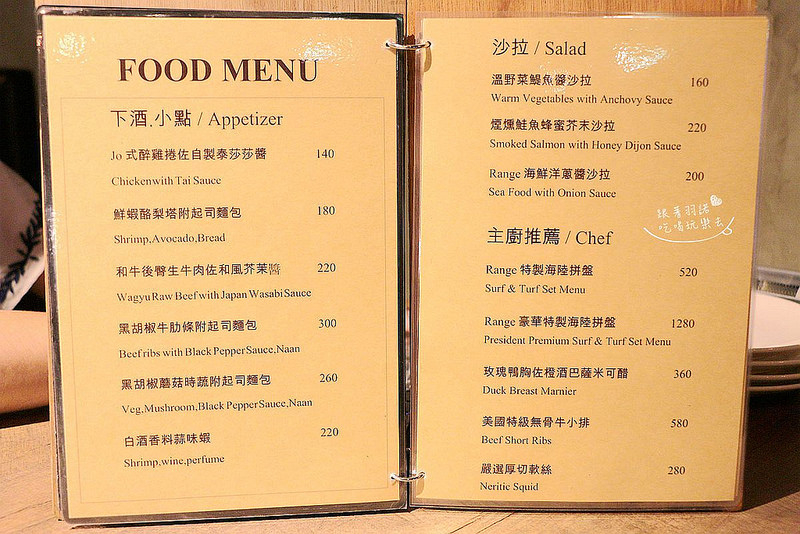 FOOD MENU
下酒.小點 / Appetizer
Jo 式醉雞捲佐自製泰莎莎醬 140
Chicken with Tai Sauce
鮮蝦酪梨塔附起司麵包 180
Shrimp,Avocado,Bread
和牛後臀生牛肉佐和風芥茉醬 220
Wagyu Raw Beef with Japan Wasabi Sauce
黑胡椒牛肋條附起司麵包 300
Beef ribs with Black Pepper Sauce,Naan
黑胡椒蘑菇時蔬附起司麵包 260
Veg,Mushroom,Black Pepper Sauce,Naan
白酒香料蒜味蝦 220
Shrimp,wine,perfume
沙拉 / Salad
溫野菜鯷魚醬沙拉 160
Warm Vegetables with Anchovy Sauce
煙燻鮭魚蜂蜜芥末沙拉 220
Smoked Salmon with Honey Dijon Sauce
Range 海鮮洋蔥醬沙拉 200
Sea Food with Onion Sauce
跟著羽諾
吃喝玩樂去
主廚推薦 / Chef
Range 特製海陸拼盤 520
Surf & Turf Set Menu
Range 豪華特製海陸拼盤 1280
President Premium Surf & Turf Set Menu
玫瑰鴨胸佐橙酒巴薩米可醋 360
Duck Breast Marnier
美國特級無骨牛小排 580
Beef Short Ribs
嚴選厚切軟絲 280
Neritic Squid